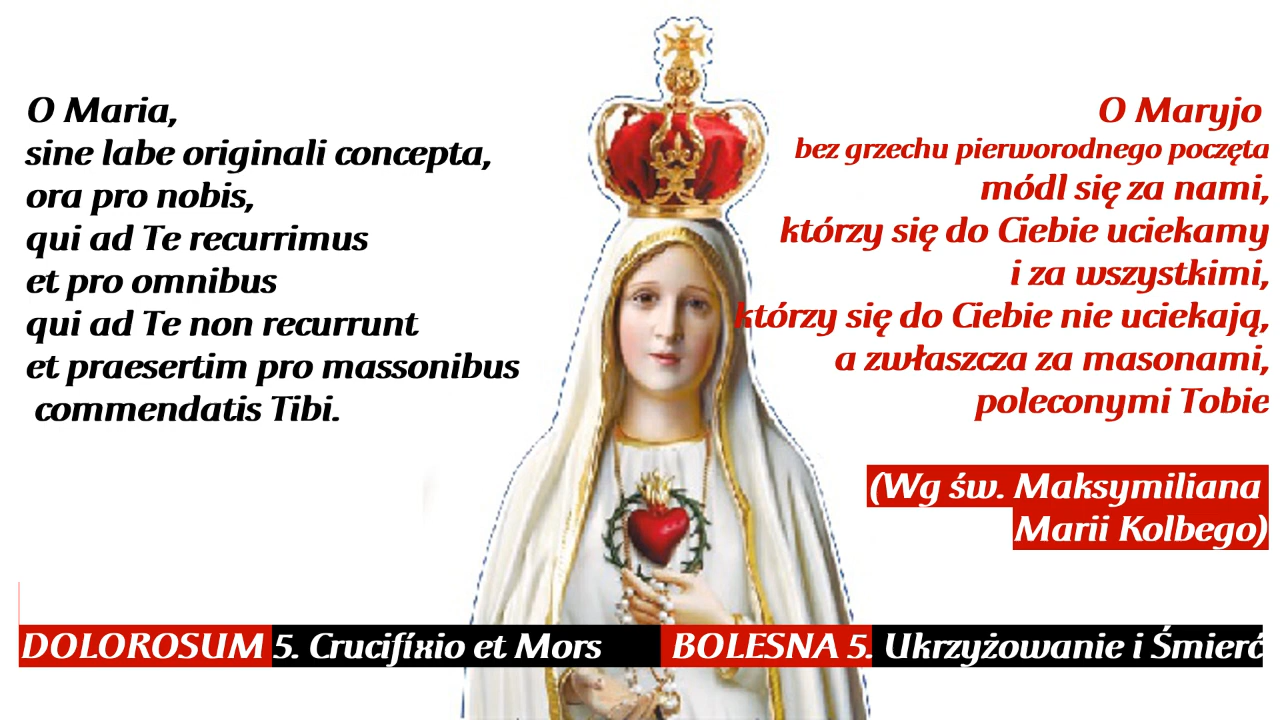 O Maria,
sine labe originali concepta,
ora pro nobis,
qui ad Te recurrimus
et pro omnibus
qui ad Te non recurrunt
et praesertim pro massonibus
commendatis Tibi.
O Maryjo
bez grzechu pierworodnego poczęta
módl się za nami,
którzy się do Ciebie uciekamy
i za wszystkimi,
którzy się do Ciebie nie uciekają,
a zwłaszcza za masonami,
poleconymi Tobie
(Wg św. Maksymiliana
Marii Kolbego)
DOLOROSUM 5. Crucifíxio et Mors
BOLESNA 5. Ukrzyżowanie i Śmierć